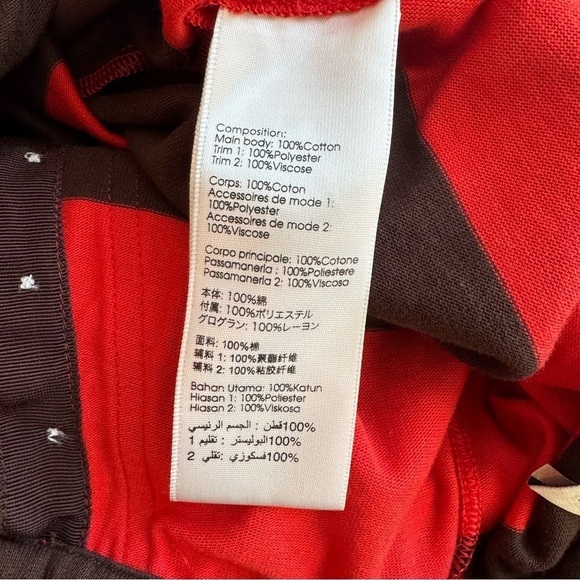 Composition:
Main body: 100%Cotton
Trim 1: 100%Polyester
Trim 2: 100%Viscose
Corps: 100%Coton
Accessoires de mode 1:
100%Polyester
Accessoires de mode 2:
100%Viscose
Corpo principale: 100%Cotone
Passamaneria 1: 100%Poliestere
Passamaneria 2: 100%Viscosa
本体: 100%綿
付属: 100%ポリエステル
グログラン: 100%レーヨン
面料: 100%棉
辅料 1: 100%聚酯纤维
辅料 2: 100%粘胶纤维
Bahan Utama: 100%Katun
Hiasan 1: 100%Poliester
Hiasan 2: 100%Viskosa
100%قطن : الجسم الرئيسي
100%البوليستر : تقليم 1
100%فسكوزي :تقلي 2